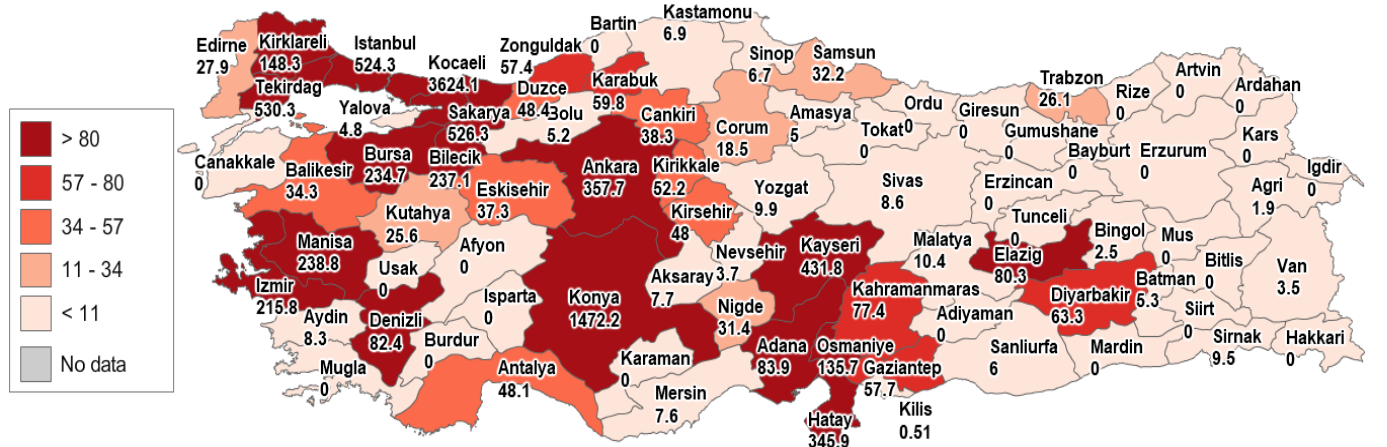 > 80
57 - 80
34 - 57
11 - 34
< 11
No data
Edirne
27.9
Kirklareli
148.3
Tekirdag
530.3
Istanbul
524.3
Kocaeli
3624.1
Yalova
4.8
Sakarya
526.3
Zonguldak
57.4
Duzce
48.4
Bolu
5.2
Bartin
0
Karabuk
59.8
Kastamonu
6.9
Cankiri
38.3
Sinop
6.7
Samsun
32.2
Corum
18.5
Amasya
5
Tokat
0
Ordu
0
Giresun
0
Trabzon
26.1
Gumushane
0
Rize
0
Bayburt
0
Artvin
0
Ardahan
0
Kars
0
Erzurum
0
Igdir
0
Agri
1.9
Canakkale
0
Balikesir
34.3
Bursa
234.7
Bilecik
237.1
Eskisehir
37.3
Kutahya
25.6
Ankara
357.7
Kirikkale
52.2
Kirsehir
48
Yozgat
9.9
Sivas
8.6
Erzincan
0
Tunceli
0
Bingol
2.5
Mus
0
Bitlis
0
Van
3.5
Manisa
238.8
Izmir
215.8
Usak
0
Afyon
0
Aydin
8.3
Denizli
82.4
Isparta
0
Burdur
0
Mugla
0
Antalya
48.1
Konya
1472.2
Aksaray
7.7
Nevsehir
3.7
Nigde
31.4
Kayseri
431.8
Karaman
0
Mersin
7.6
Adana
83.9
Osmaniye
135.7
Hatay
345.9
Kahramanmaras
77.4
Gaziantep
57.7
Kilis
0.51
Malatya
10.4
Elazig
80.3
Adiyaman
0
Diyarbakir
63.3
Sanliurfa
6
Mardin
0
Batman
5.3
Siirt
0
Sirnak
9.5
Hakkari
0